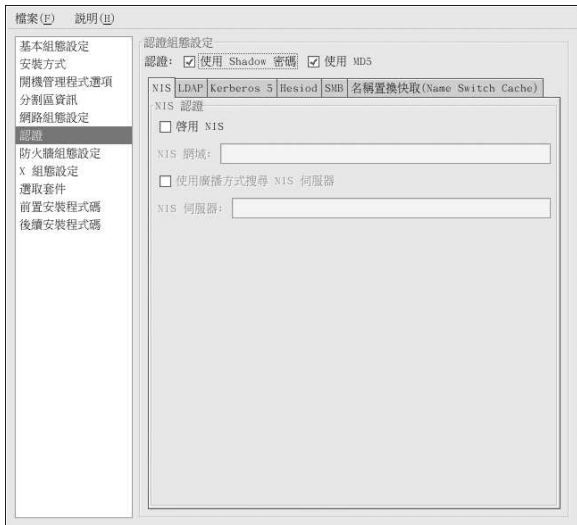 檔案(F) 說明(H)
基本組態設定
安裝方式
開機管理程式選項
分割區資訊
網路組態設定
認證
防火牆組態設定
X 組態設定
選取套件
前置安裝程式碼
後續安裝程式碼
認證組態設定
認證: 使用 Shadow 密碼 使用 MD5
NIS LDAP Kerberos 5 Hesiod SMB 名稱置換快取(Name Switch Cache)
NIS 認證
啓用 NIS
NIS 網域:
使用廣播方式搜尋 NIS 伺服器
NIS 伺服器: